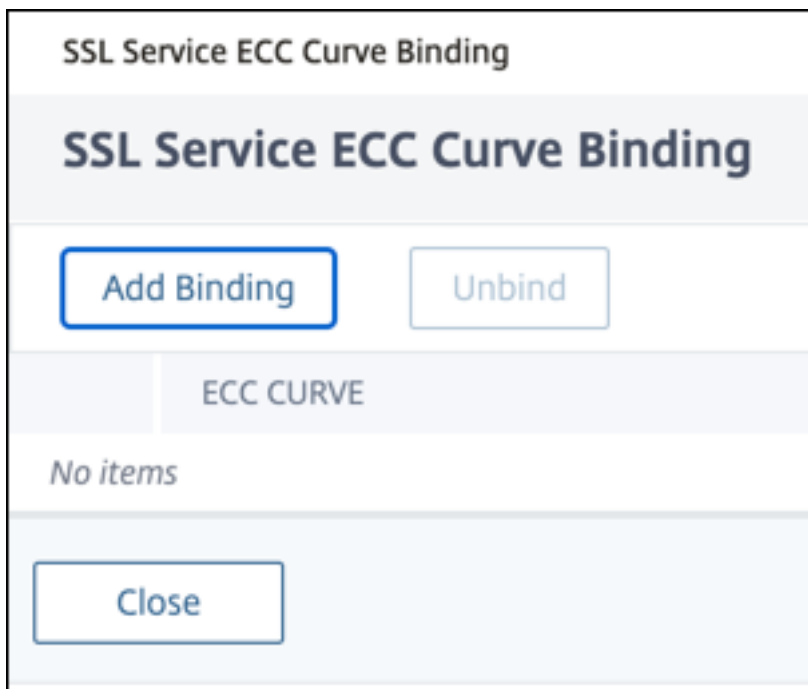 SSL Service ECC Curve Binding
SSL Service ECC Curve Binding
Add Binding Unbind
ECC CURVE
No items
Close